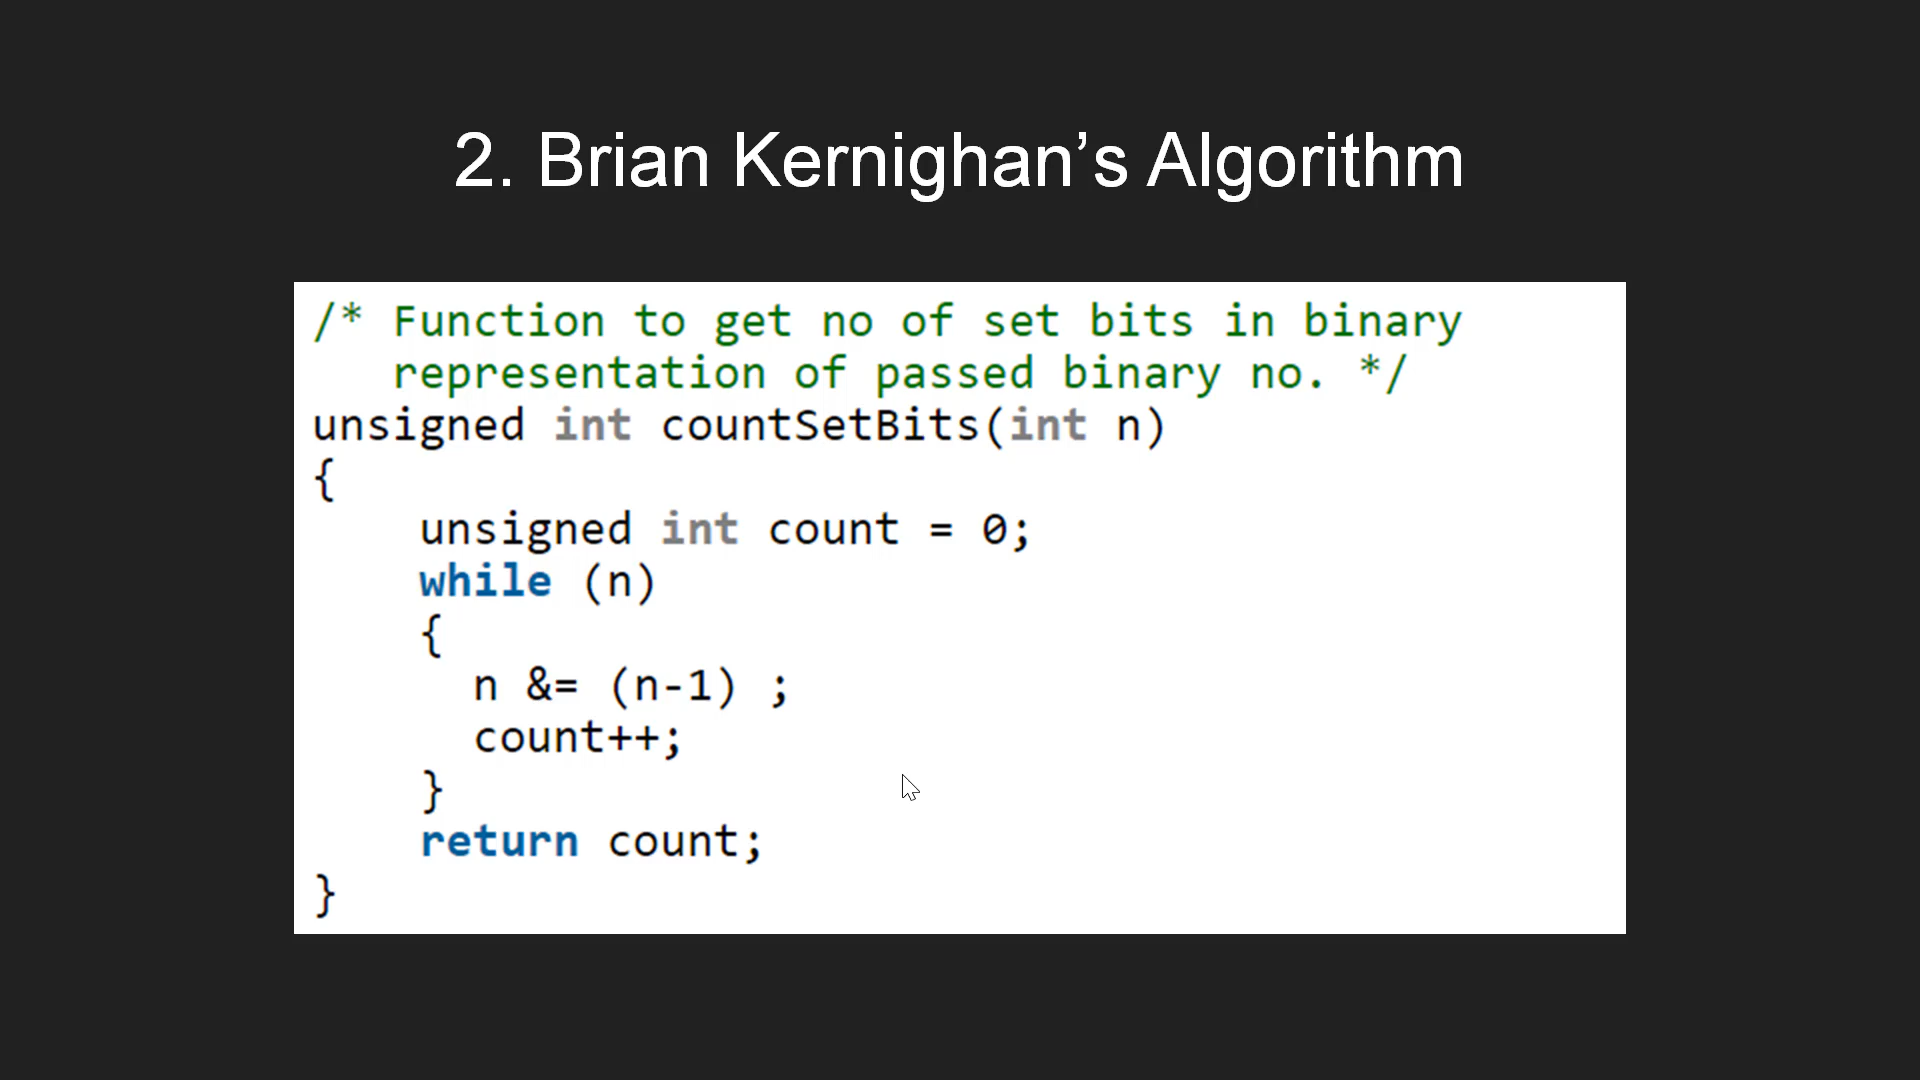 2. Brian Kernighan’s Algorithm
/* Function to get no of set bits in binary
   representation of passed binary no. */
unsigned int countSetBits(int n)
{
    unsigned int count = 0;
    while (n)
    {
      n &= (n-1) ;
      count++;
    }
    return count;
}